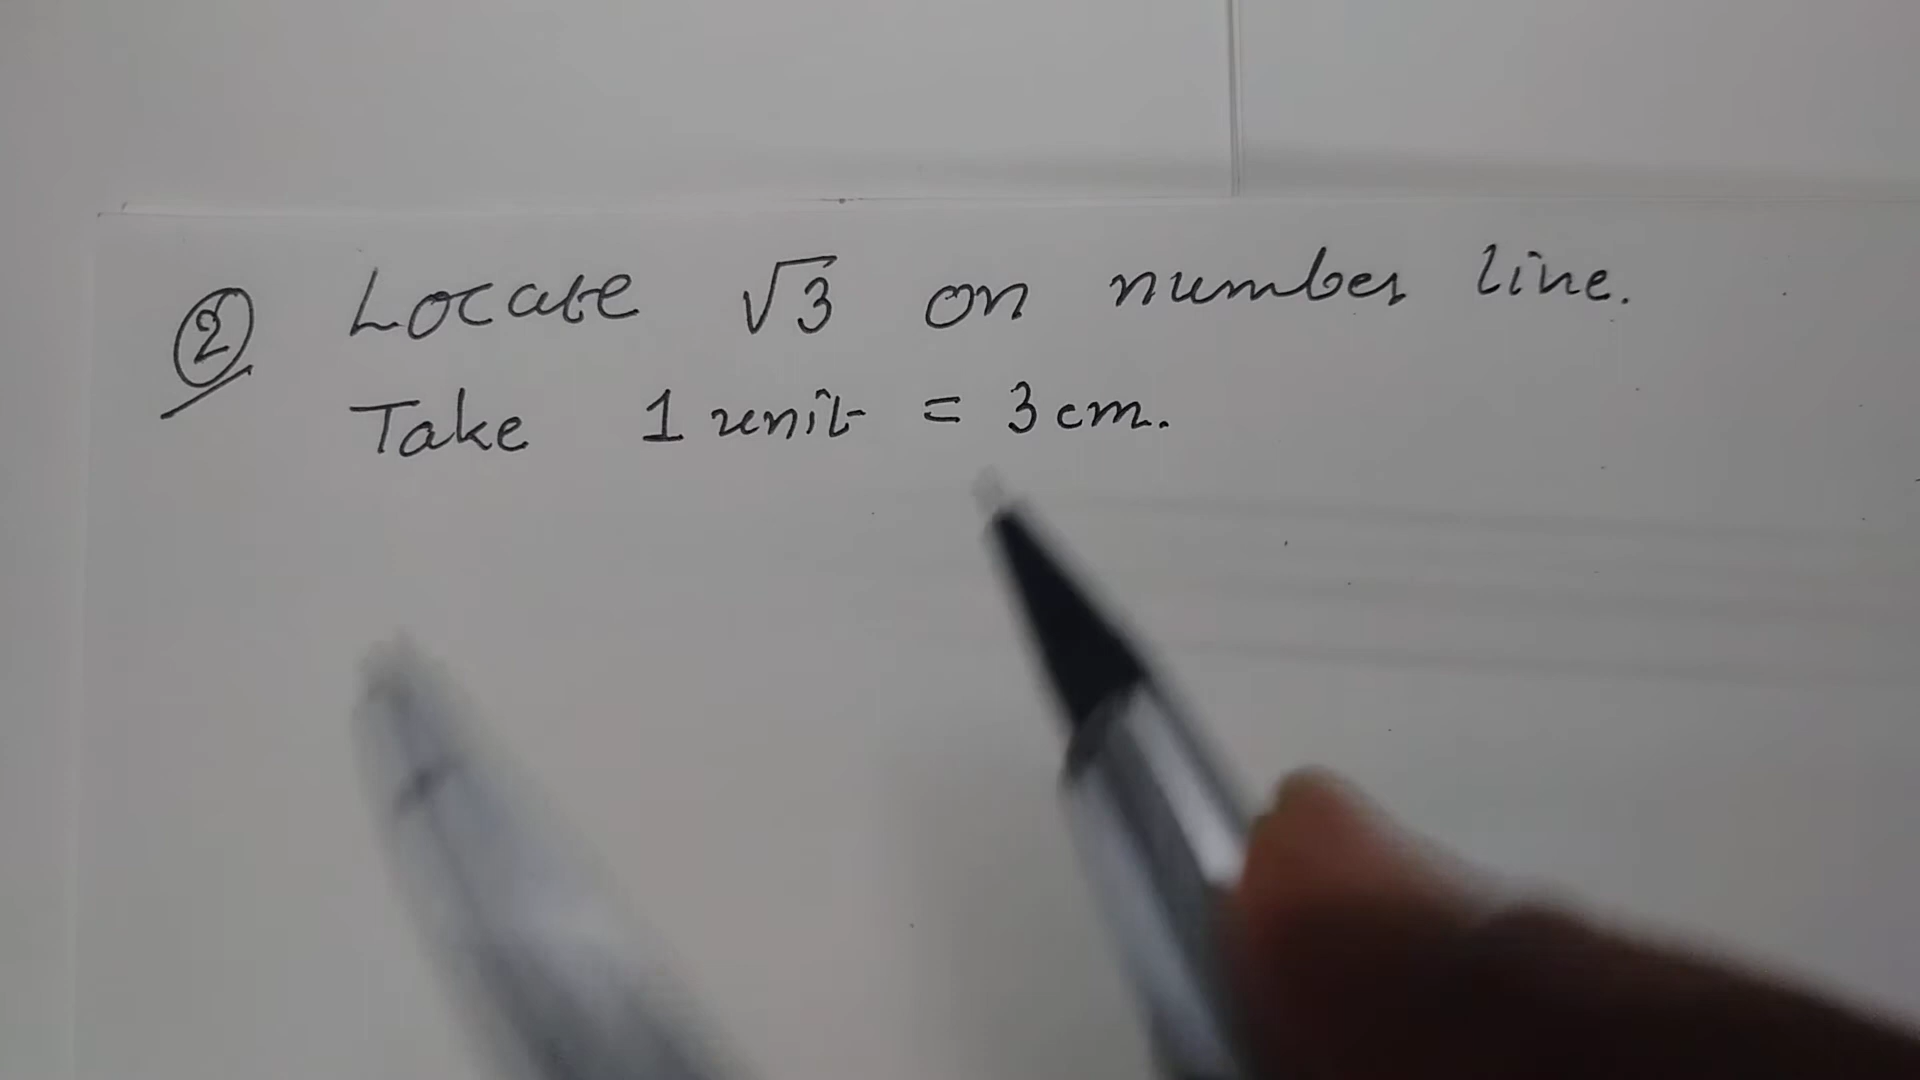 ② Locate √3 on number line.
Take 1 unit = 3 cm.